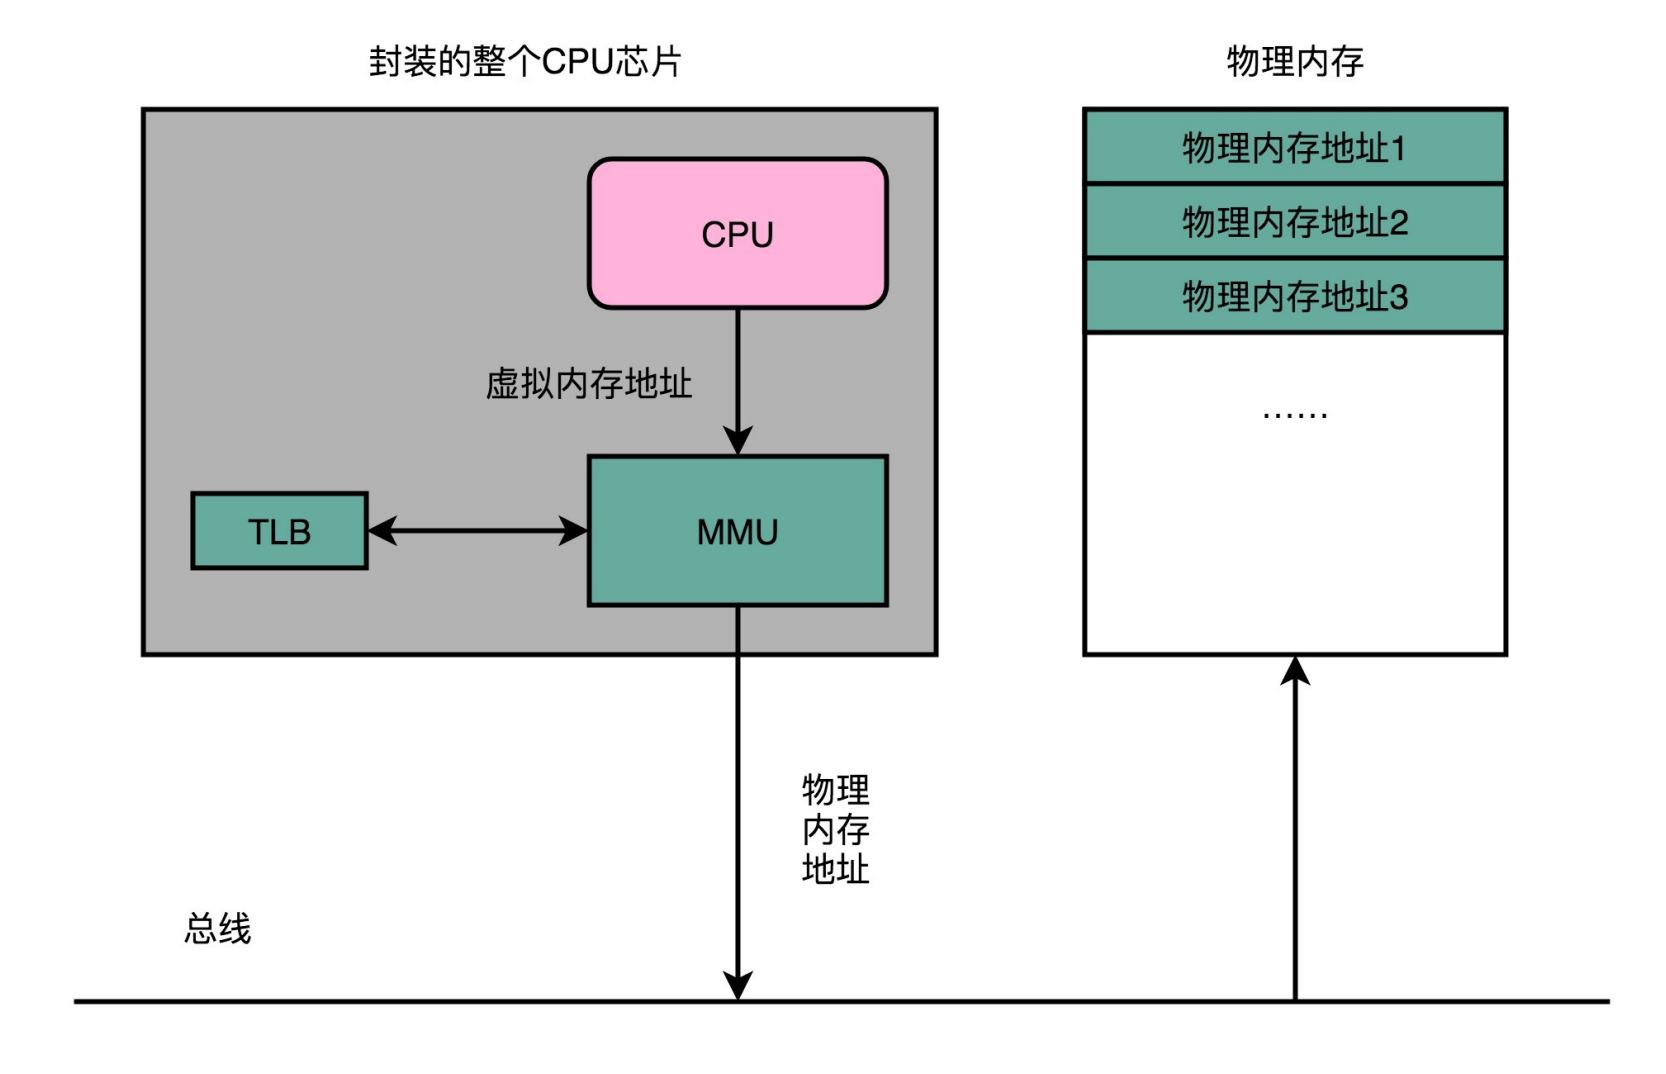 封装的整个CPU芯片
物理内存
CPU
虚拟内存地址
TLB
MMU
物理内存地址1
物理内存地址2
物理内存地址3
······
物理
内存
地址
总线